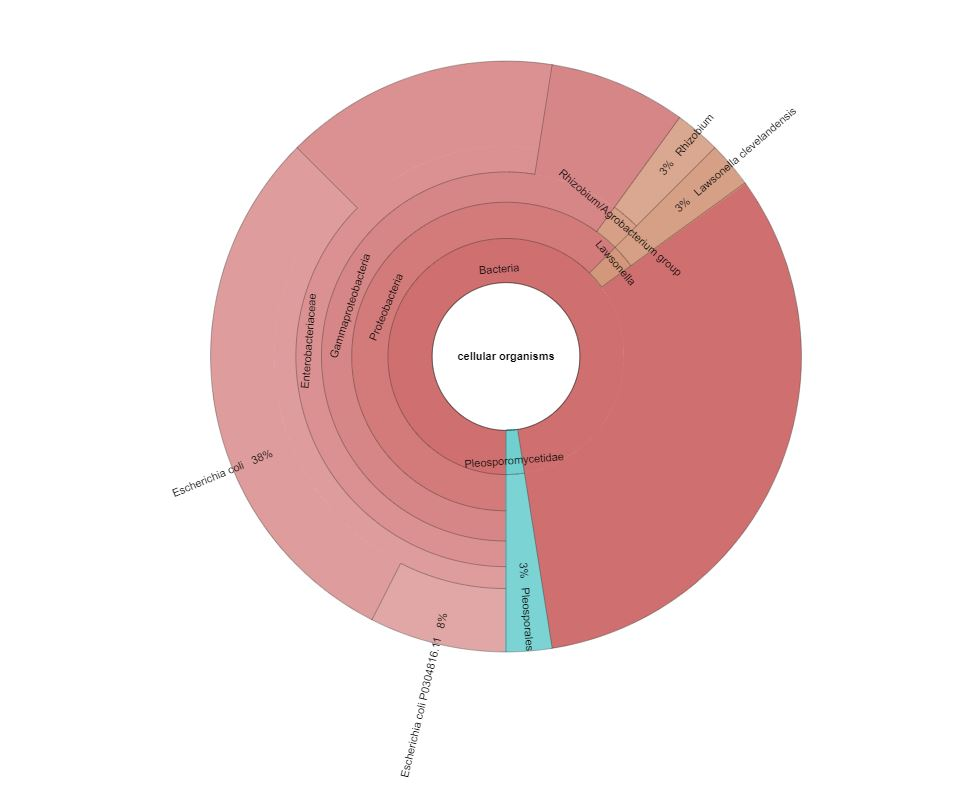 cellular organisms
Bacteria
Proteobacteria
Gammaproteobacteria
Enterobacteriaceae
Escherichia coli 38%
Escherichia coli P0304816.11 8%
Rhizobium/Agrobacterium group
3% Rhizobium
Lawsonella
3% Lawsonella clevelandensis
Pleosporomycetidae
3% Pleosporales